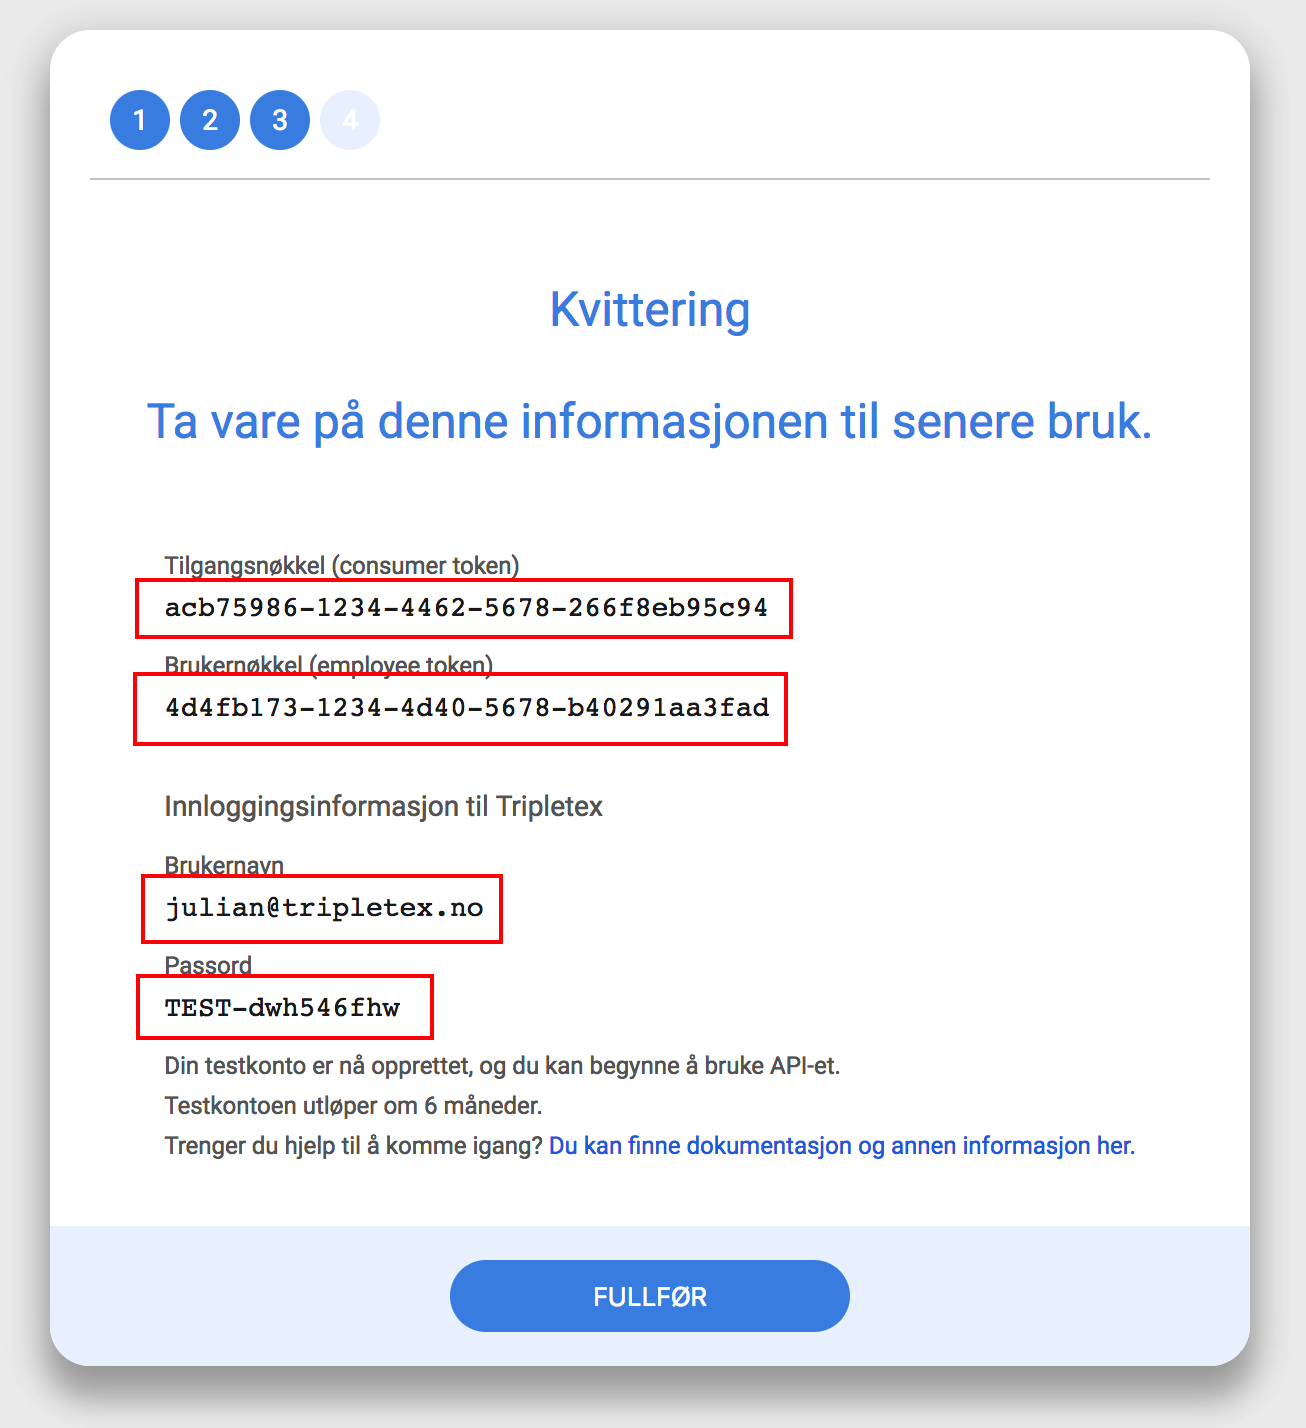 1 2 3 4
Kvittering
Ta vare på denne informasjonen til senere bruk.
Tilgangsnøkkel (consumer token)
acb75986-1234-4462-5678-266f8eb95c94
Brukernøkkel (employee token)
4d4fb173-1234-4d40-5678-b40291aa3fad
Innloggingsinformasjon til Tripletex
Brukernavn
julian@tripletex.no
Passord
TEST-dwh546fhw
Din testkonto er nå opprettet, og du kan begynne å bruke API-et.
Testkontoen utløper om 6 måneder.
Trenger du hjelp til å komme igang? Du kan finne dokumentasjon og annen informasjon her.
FULLFØR